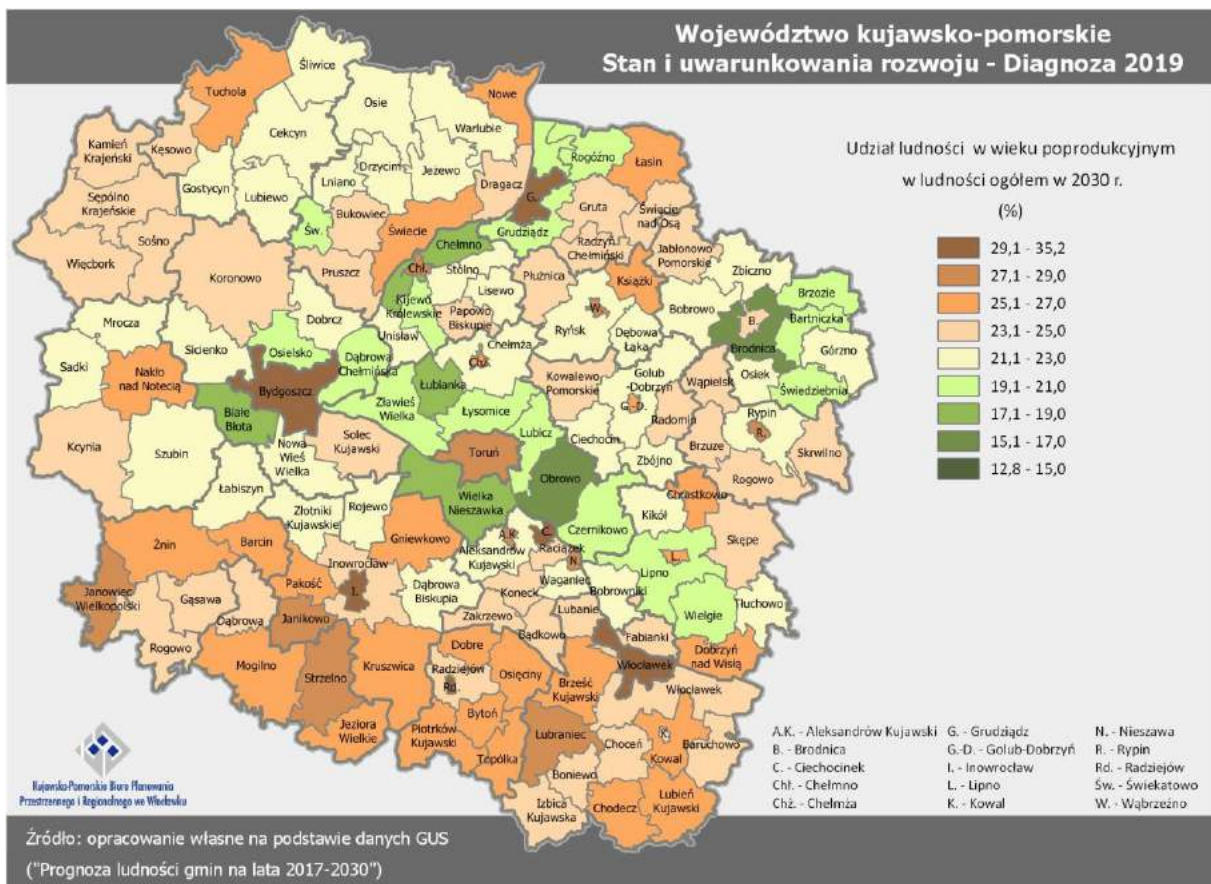 Województwo kujawsko-pomorskie
Stan i uwarunkowania rozwoju - Diagnoza 2019
Udział ludności w wieku poprodukcyjnym
w ludności ogółem w 2030 r.
(%)
29,1 - 35,2
27,1 - 29,0
25,1 - 27,0
23,1 - 25,0
21,1 - 23,0
19,1 - 21,0
17,1 - 19,0
15,1 - 17,0
12,8 - 15,0
Śliwice
Tuchola
Osie
Nowe
Cekcyn
Warlubie
Kamień
Krajeński
Kęsowo
Rogóźno
Łasin
Drzycim
Jeżewo
Lniano
Dragacz
G.
Gostycyn
Lubiewo
Sępólno
Krajeńskie
Bukowiec
Gruta
Świecie
nad Osą
Św.
Świecie
Grudziądz
Sośno
Chełmno
Radzyń
Chełmiński
Jabłonowo
Pomorskie
Więcbork
Koronowo
Pruszcz
Chł.
Stolno
Płużnica
Książki
Zbiczno
Lisewo
Kijewo
Królewskie
Papowo
Biskupie
W.
Bobrowo
Brzozie
Bartniczka
Mrocza
Dobrcz
Unisław
Ryńsk
B.
Brodnica
Sicienko
Osielsko
Dąbrowa
Chełmińska
Chełmża
Dębowa
Łąka
Górzno
Sadki
Nakło
nad Notecią
Bydgoszcz
Chż.
Łubianka
Kowalewo
Pomorskie
Golub
-Dobrzyń
Wąpielsk
Osiek
Świedziebnia
Białe
Błota
Zławieś
Wielka
Łysomice
G.-D.
Radomin
Rypin
R.
Kcynia
Szubin
Nowa
Wieś
Wielka
Solec
Kujawski
Toruń
Lubicz
Ciechocin
Zbójno
Brzuze
Skrwilno
Rogowo
Łabiszyn
Wielka
Nieszawka
Obrowo
Chrostkowo
Złotniki
Kujawskie
Rojewo
Czernikowo
Kikół
Żnin
Barcin
Gniewkowo
A.K.
C.
Raciążek
Skępe
Inowrocław
Aleksandrów
Kujawski
N.
L.
Janowiec
Wielkopolski
Gąsawa
Pakość
I.
Dąbrowa
Biskupia
Waganiec
Lipno
Koneck
Bobrowniki
Tłuchowo
Dąbrowa
Janikowo
Zakrzewo
Lubanie
Wielgie
Rogowo
Bądkowo
Fabianki
Mogilno
Strzelno
Kruszwica
Dobre
Włocławek
Dobrzyń
nad Wisłą
Radziejów
Rd.
Osięciny
Brześć
Kujawski
Włocławek
Jeziora
Wielkie
Piotrków
Kujawski
Bytoń
Lubraniec
Choceń
K.
Kowal
Baruchowo
Topólka
Boniewo
Izbica
Kujawska
Chodecz
Lubień
Kujawski
A.K. - Aleksandrów Kujawski
B. - Brodnica
C. - Ciechocinek
Chł. - Chełmno
Chż. - Chełmża
G. - Grudziądz
G.-D. - Golub-Dobrzyń
I. - Inowrocław
L. - Lipno
K. - Kowal
N. - Nieszawa
R. - Rypin
Rd. - Radziejów
Św. - Świekatowo
W. - Wąbrzeźno
Kujawsko-Pomorskie Biuro Planowania
Przestrzennego i Regionalnego we Włocławku
Źródło: opracowanie własne na podstawie danych GUS
("Prognoza ludności gmin na lata 2017-2030")